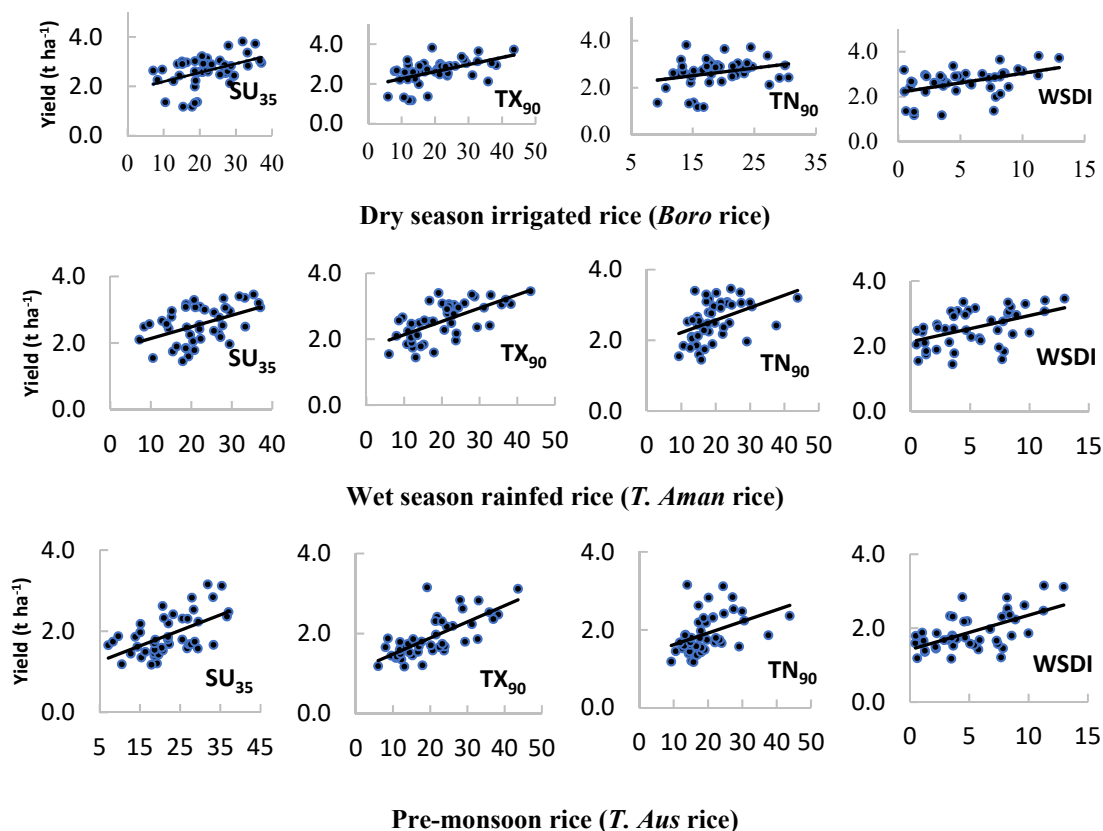 Yield (t ha⁻¹)
4.0 4.0 4.0 4.0
2.0 2.0 2.0 2.0
0.0 0.0 0.0 0.0
SU₃₅ TX₉₀ TN₉₀ WSDI
0 10 20 30 40 0 10 20 30 40 50 5 15 25 35 0 5 10 15
Dry season irrigated rice (Boro rice)
Yield (t ha⁻¹)
4.0 4.0 4.0 4.0
2.0 2.0 2.0 2.0
0.0 0.0 0.0 0.0
SU₃₅ TX₉₀ TN₉₀ WSDI
0 10 20 30 40 0 10 20 30 40 50 0 10 20 30 40 50 0 5 10 15
Wet season rainfed rice (T. Aman rice)
Yield (t ha⁻¹)
4.0 4.0 4.0 4.0
2.0 2.0 2.0 2.0
0.0 0.0 0.0 0.0
SU₃₅ TX₉₀ TN₉₀ WSDI
5 15 25 35 45 0 10 20 30 40 50 0 10 20 30 40 50 0 5 10 15
Pre-monsoon rice (T. Aus rice)